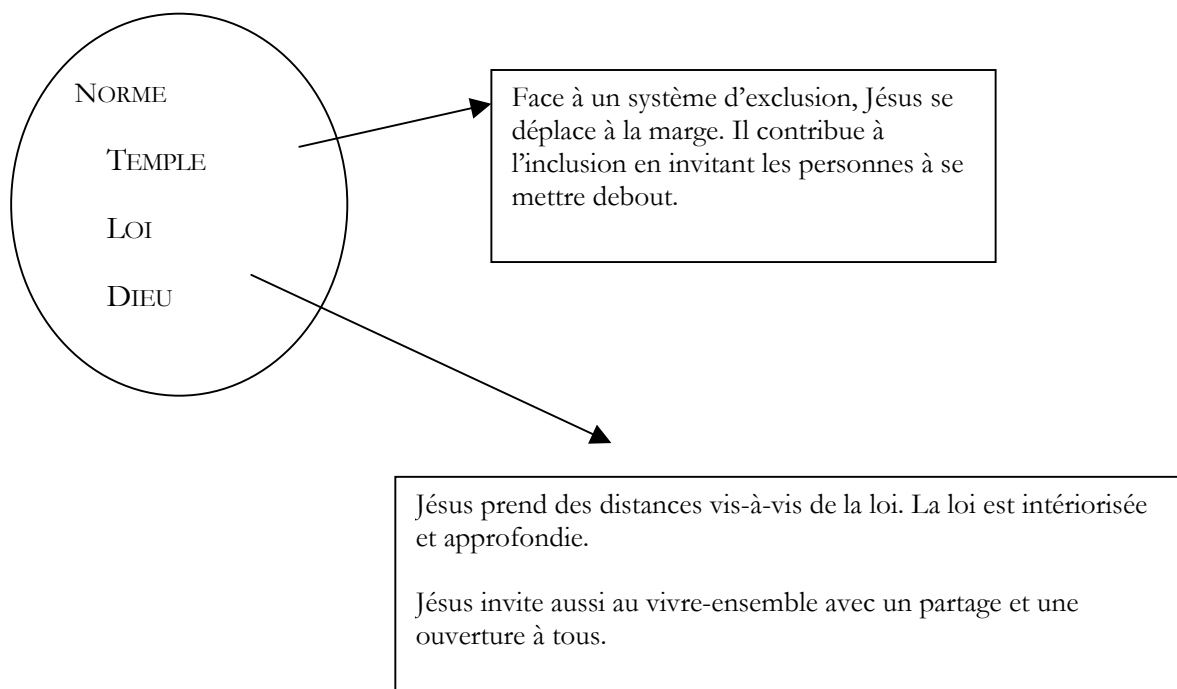 NORME
TEMPLE
LOI
DIEU
Face à un système d’exclusion, Jésus se
déplace à la marge. Il contribue à
l’inclusion en invitant les personnes à se
mettre debout.
Jésus prend des distances vis-à-vis de la loi. La loi est intériorisée
et approfondie.
Jésus invite aussi au vivre-ensemble avec un partage et une
ouverture à tous.